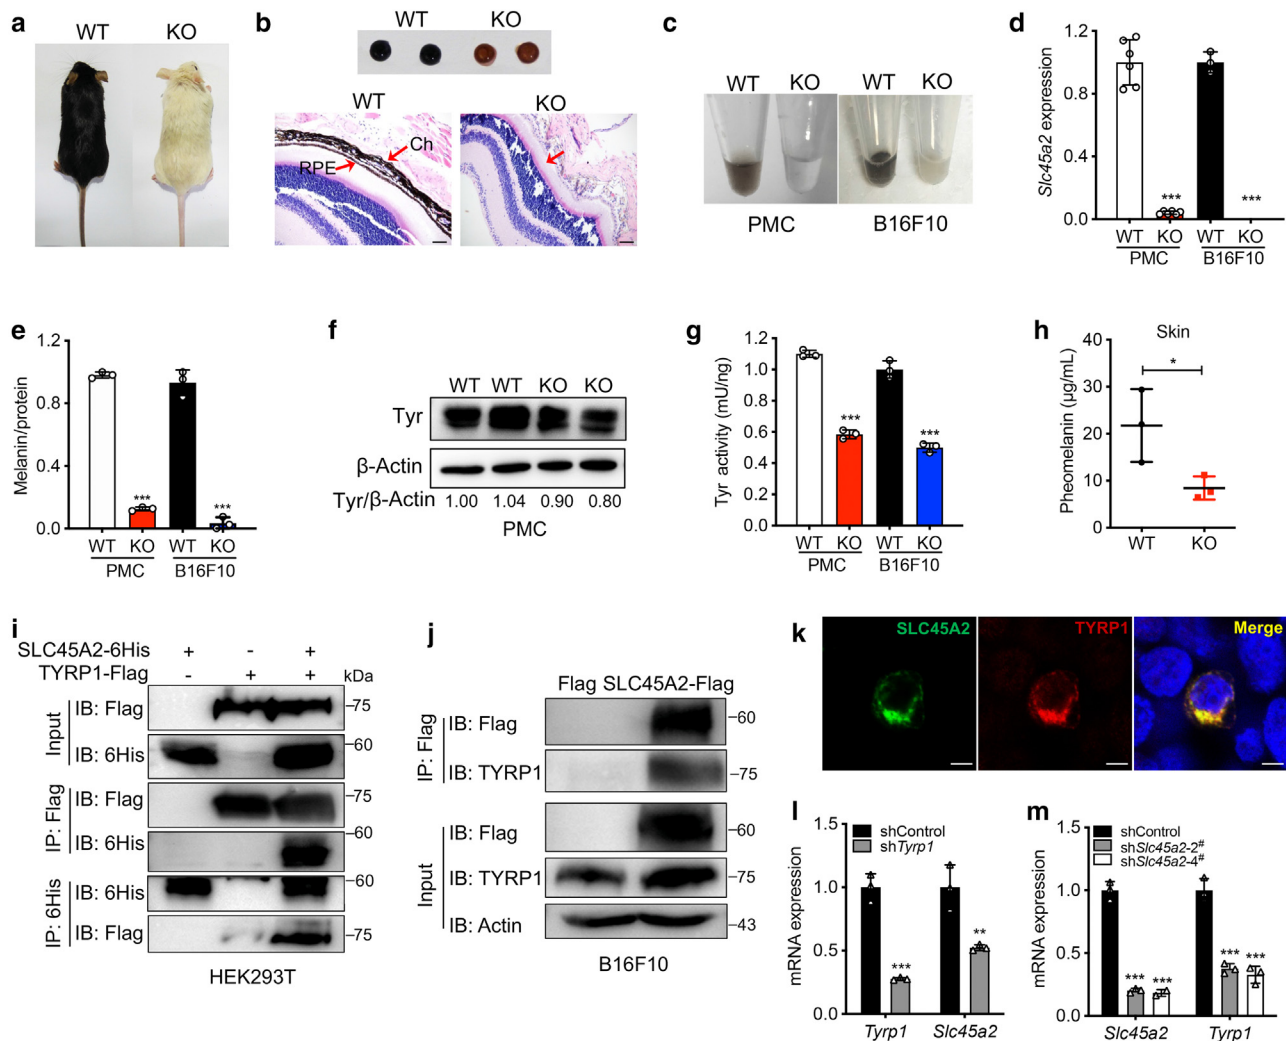 a
WT KO
b
WT KO
WT KO
Ch
RPE
c
WT KO WT KO
PMC B16F10
d
Slc45a2 expression
1.2
0.8
0.4
0.0
***
***
WT KO WT KO
PMC B16F10
e
Melanin/protein
1.2
0.8
0.4
0.0
***
***
WT KO WT KO
PMC B16F10
f
WT WT KO KO
Tyr
β-Actin
Tyr/β-Actin 1.00 1.04 0.90 0.80
PMC
g
Tyr activity (mU/ng)
1.2
1.0
0.8
0.6
0.4
0.2
0.0
***
***
WT KO WT KO
PMC B16F10
h
Skin
Pheomelanin (µg/mL)
40
30
20
10
0
*
WT KO
i
SLC45A2-6His + - +
TYRP1-Flag - + + kDa
Input
IB: Flag –75
IB: 6His –60
IP: Flag
IB: Flag –75
–60
IB: 6His
IP: 6His
IB: 6His –60
IB: Flag –75
HEK293T
j
Flag SLC45A2-Flag
IP: Flag
IB: Flag –60
IB: TYRP1 –75
Input
IB: Flag –60
IB: TYRP1 –75
IB: Actin –43
B16F10
k
SLC45A2 TYRP1 Merge
l
mRNA expression
1.5
1.0
0.5
0.0
shControl
shTyrp1
***
**
Tyrp1 Slc45a2
m
mRNA expression
1.5
1.0
0.5
0.0
shControl
shSlc45a2-2#
shSlc45a2-4#
*** ***
*** ***
Slc45a2 Tyrp1